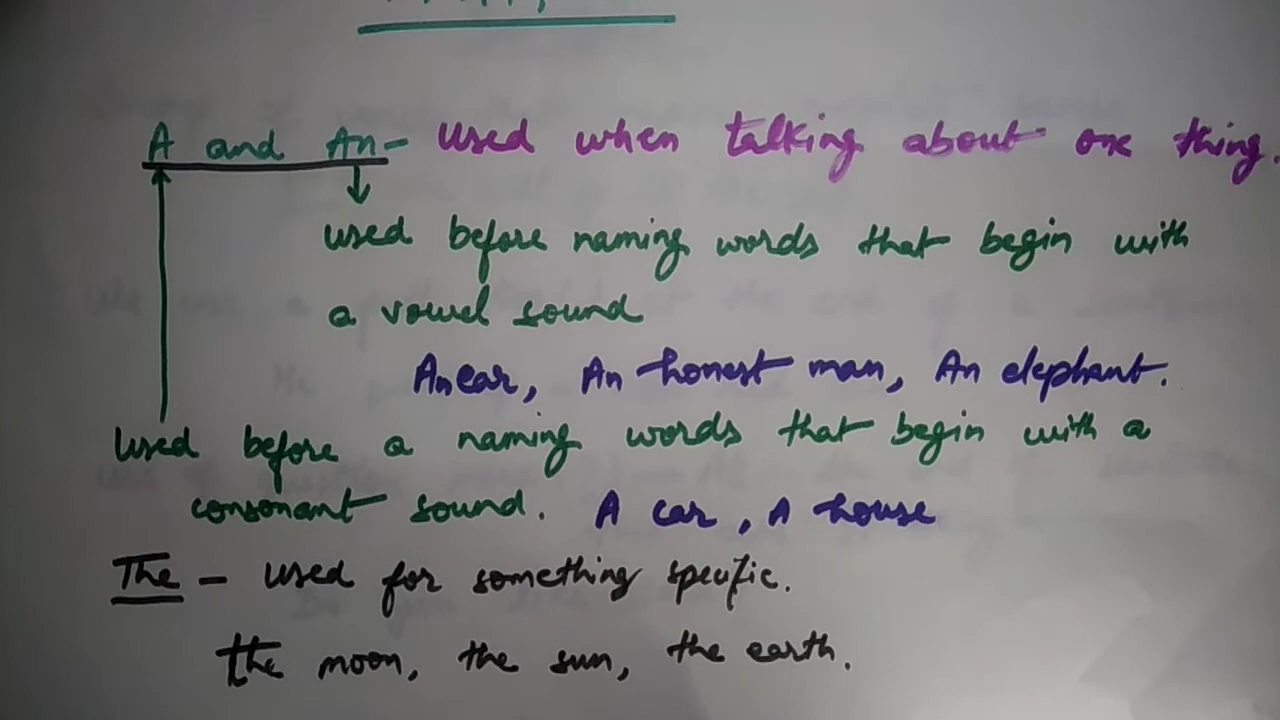 A and An- Used when talking about one thing.
used before naming words that begin with
a vowel sound
An ear, An honest man, An elephant.
Used before a naming words that begin with a
consonant sound. A car, A house
The - used for something specific.
the moon, the sun, the earth.